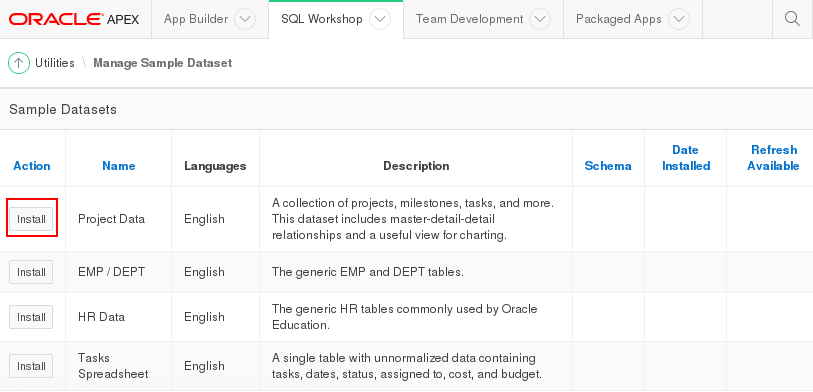 ORACLE APEX App Builder SQL Workshop Team Development Packaged Apps
Utilities \ Manage Sample Dataset
Sample Datasets
Action Name Languages Description Schema Date Installed Refresh Available
Install Project Data English A collection of projects, milestones, tasks, and more.
This dataset includes master-detail-detail
relationships and a useful view for charting.
Install EMP / DEPT English The generic EMP and DEPT tables.
Install HR Data English The generic HR tables commonly used by Oracle
Education.
Install Tasks Spreadsheet English A single table with unnormalized data containing
tasks, dates, status, assigned to, cost, and budget.